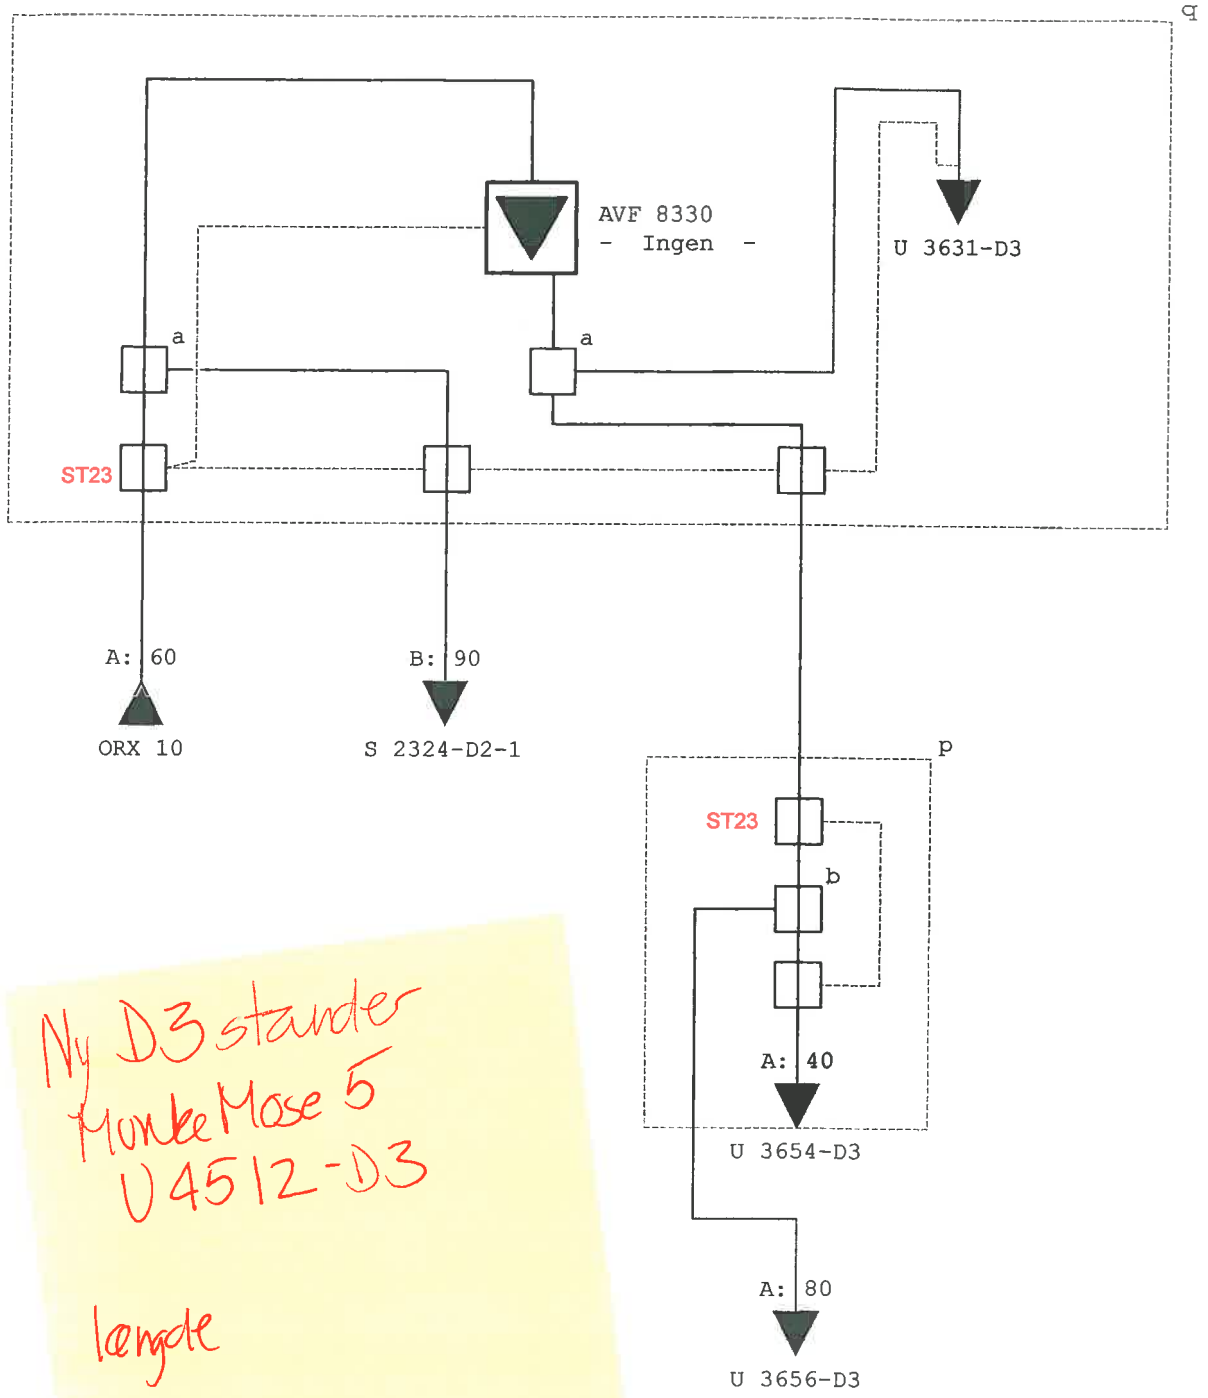 q
AVF 8330
- Ingen -
U 3631-D3
a
a
ST23
A: 60
B: 90
ORX 10
S 2324-D2-1
p
ST23
b
A: 40
U 3654-D3
A: 80
U 3656-D3
Ny D3 stander
Munke Mose 5
U4512-D3
længde